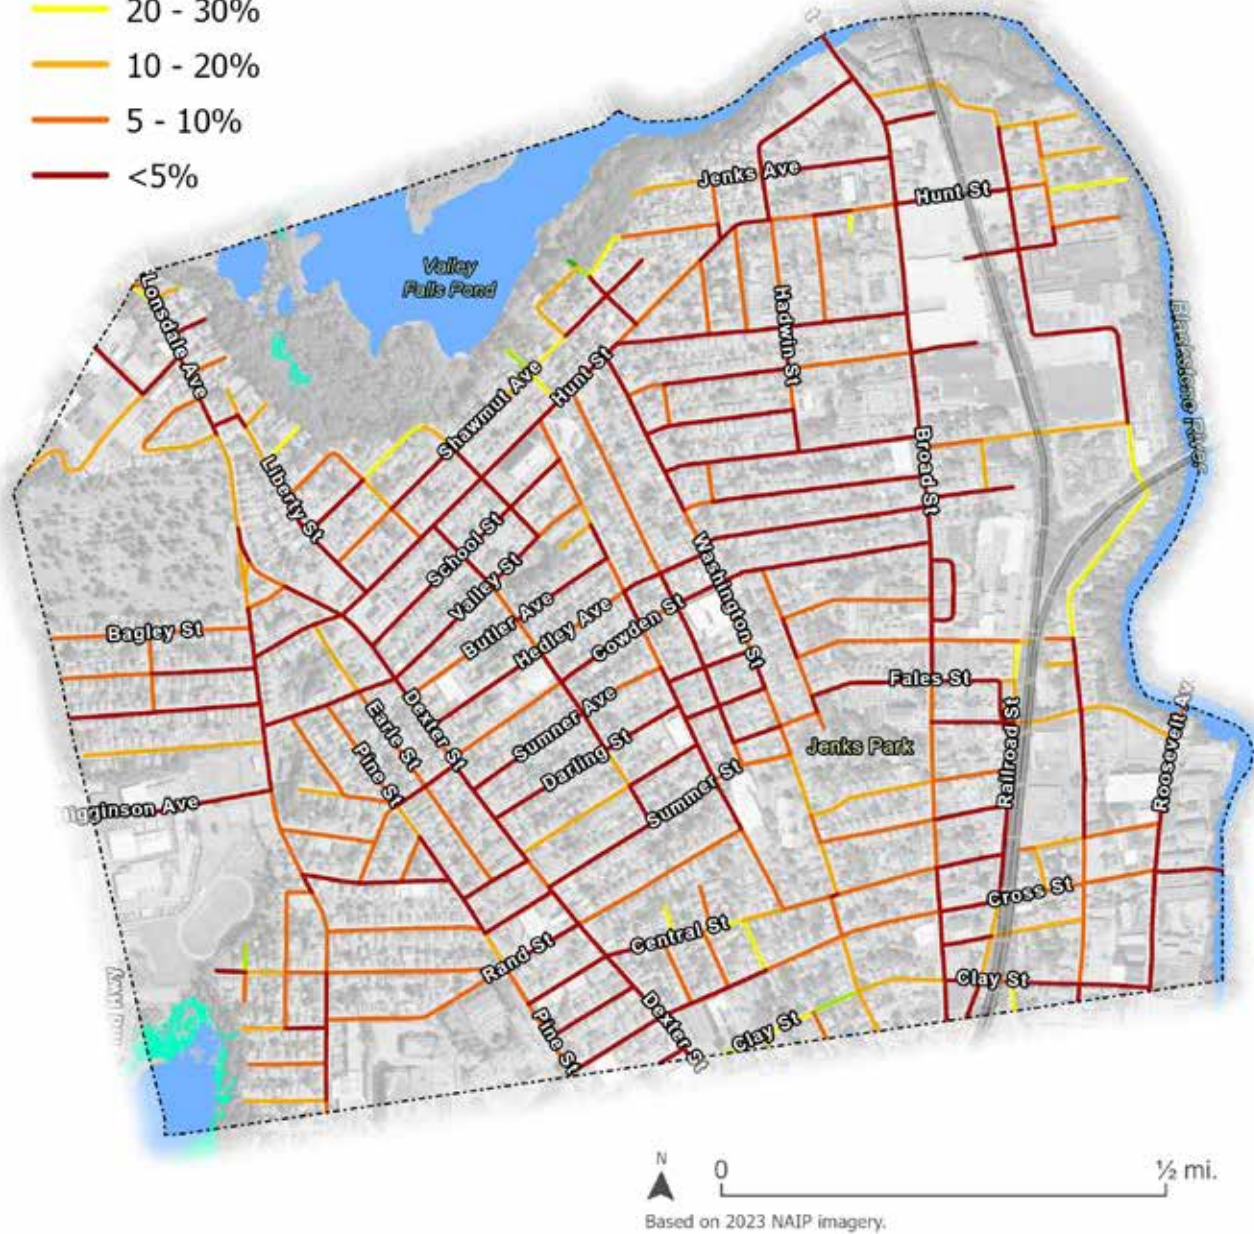 20 - 30%
10 - 20%
5 - 10%
<5%
Jenks Ave
Hunt St
Valley
Falls Pond
Lonsdale Ave
Hadwin St
Blackstone River
Shawmut Ave
Hunt St
Broad St
Liberty St
School St
Valley St
Washington St
Butler Ave
Hedley Ave
Cowden St
Bagley St
Fales St
Dexter St
Earle St
Sumner Ave
Darling St
Pine St
Jenks Park
Railroad St
Roosevelt Av
Higginson Ave
Summer St
Cross St
Central St
Rand St
Clay St
Clay St
Dexter St
Pine St
N
0
½ mi.
Based on 2023 NAIP imagery.